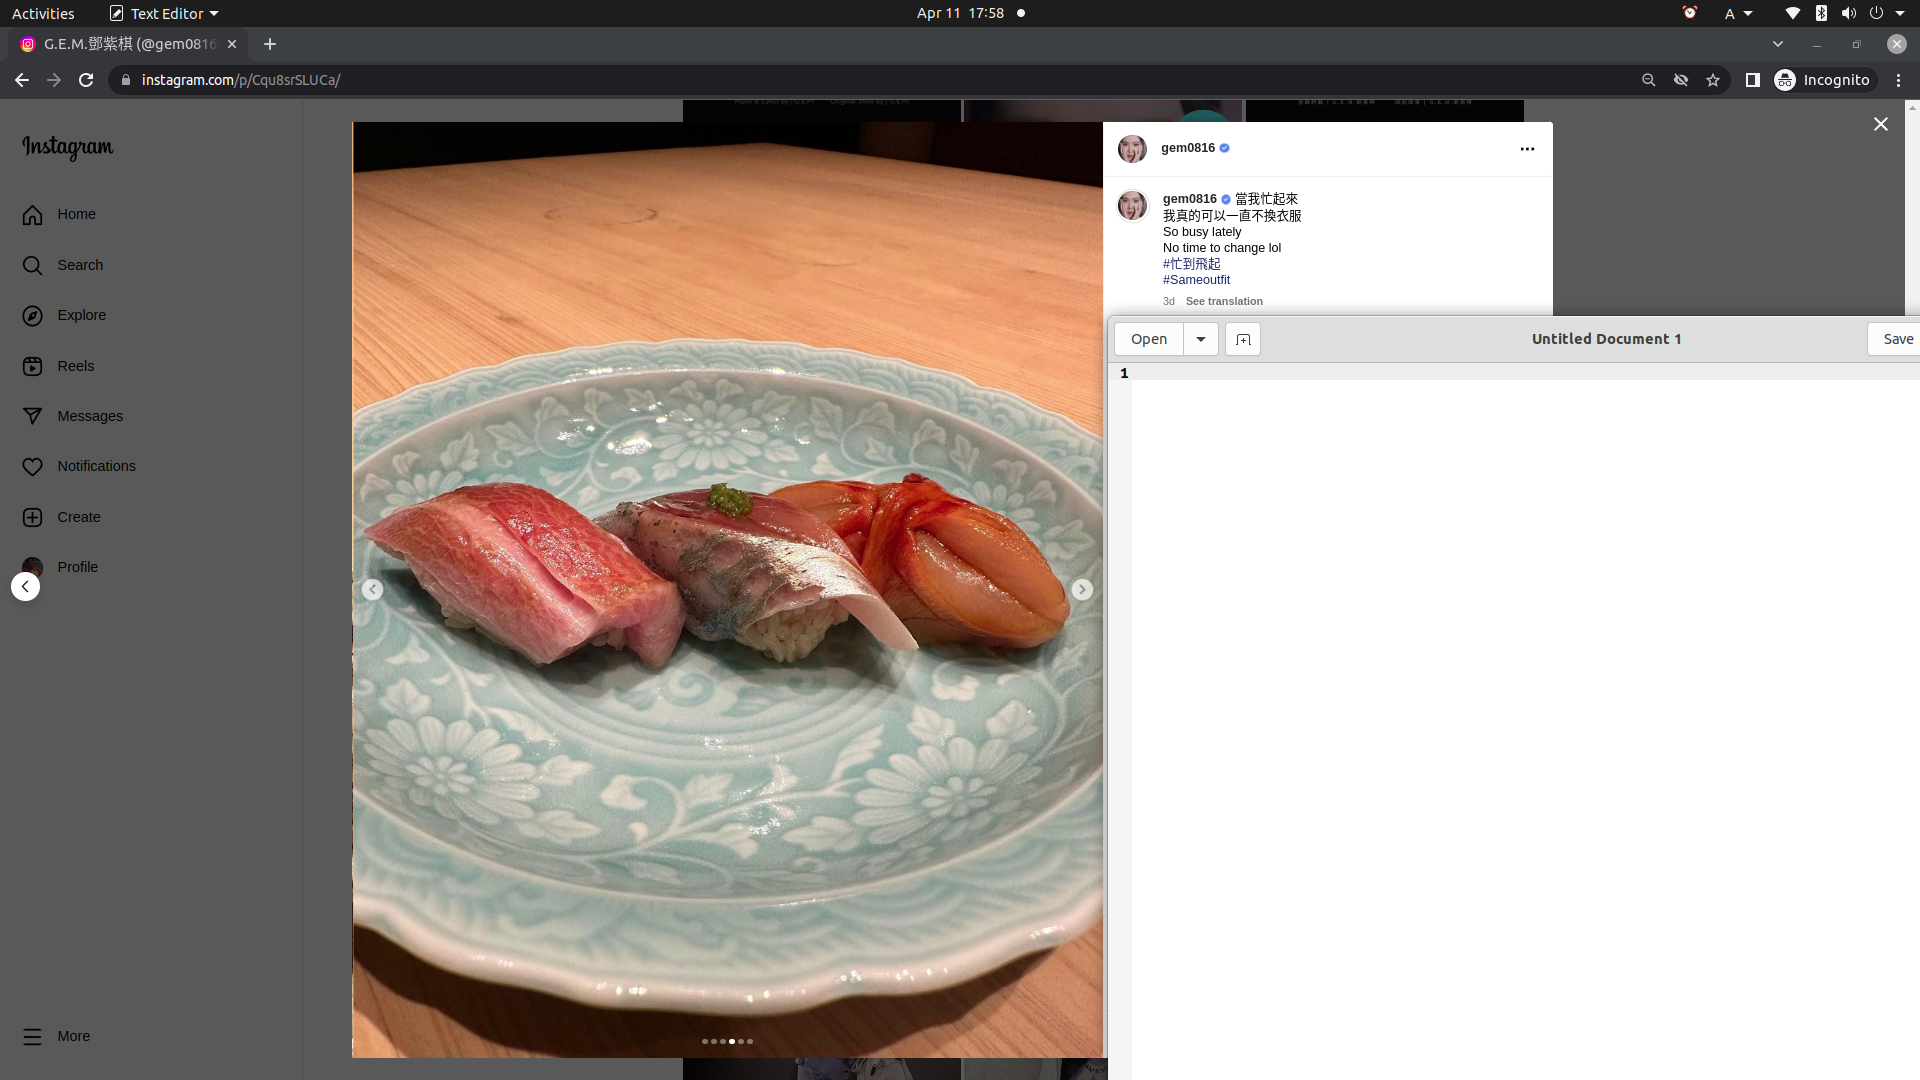 Activities
Text Editor
Apr 11 17:58
A
G.E.M.鄧紫棋 (@gem0816
instagram.com/p/Cqu8srSLUCa/
Incognito
Instagram
Home
Search
Explore
Reels
Messages
Notifications
Create
Profile
More
gem0816
gem0816 當我忙起來
我真的可以一直不換衣服
So busy lately
No time to change lol
#忙到飛起
#Sameoutfit
3d See translation
Open
Untitled Document 1
Save
1